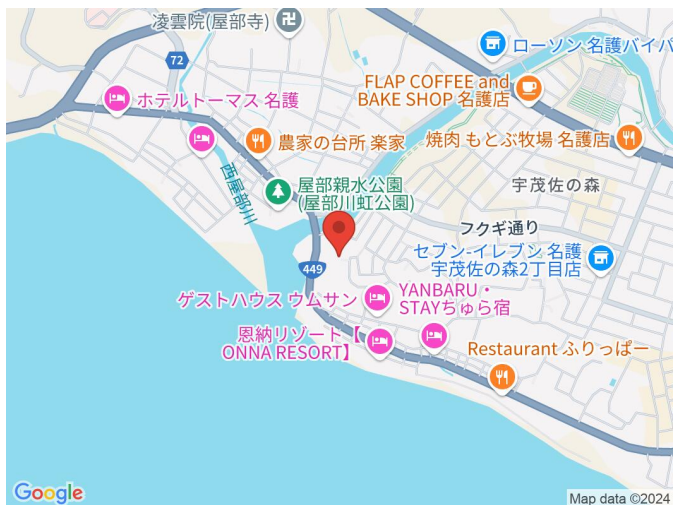 凌雲院(屋部寺)
72
ローソン 名護バイパ
FLAP COFFEE and
BAKE SHOP 名護店
ホテルトーマス 名護
農家の台所 楽家
焼肉 もとぶ牧場 名護店
西屋部川
屋部親水公園
(屋部川虹公園)
宇茂佐の森
フクギ通り
449
セブン-イレブン 名護
宇茂佐の森2丁目店
ゲストハウス ウムサン
YANBARU・
STAYちゅら宿
恩納リゾート【
ONNA RESORT】
Restaurant ふりっぱー
Google
Map data ©2024